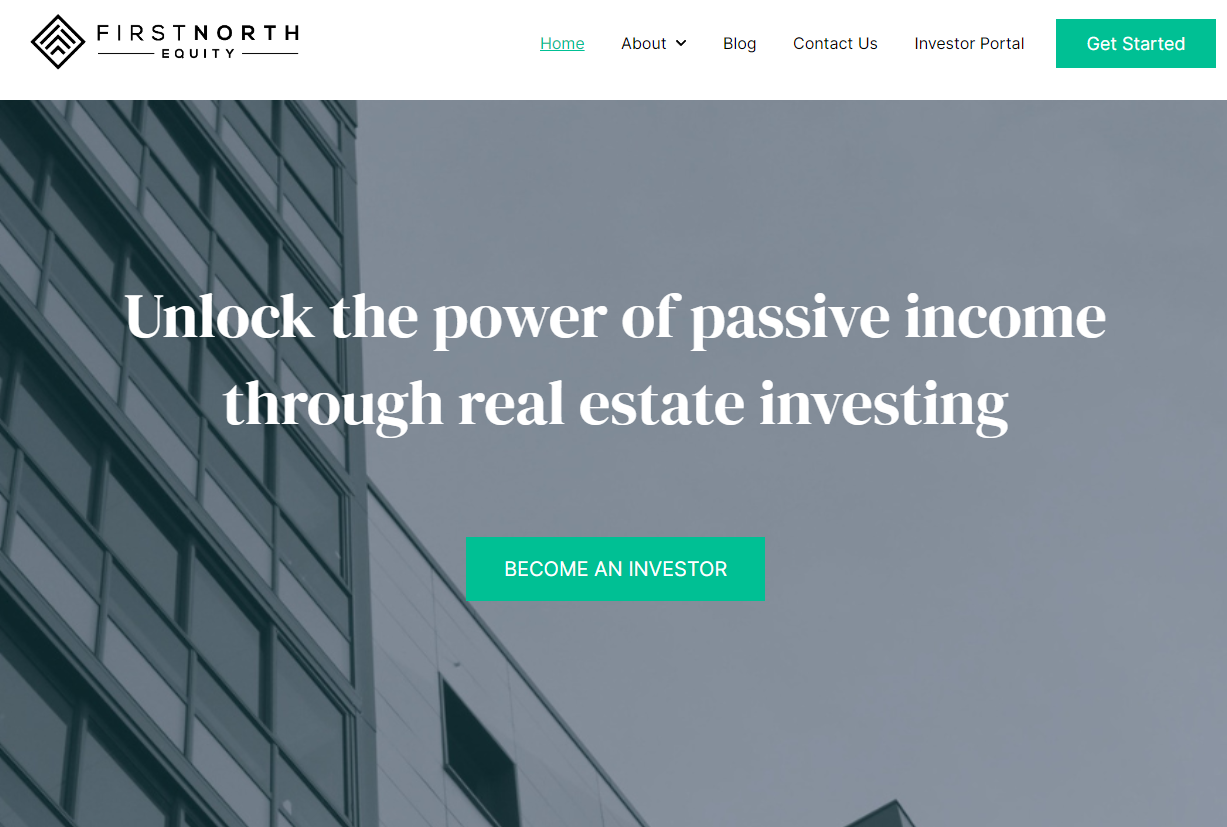 FIRSTNORTH
EQUITY
Home
About
Blog
Contact Us
Investor Portal
Get Started
Unlock the power of passive income
through real estate investing
BECOME AN INVESTOR